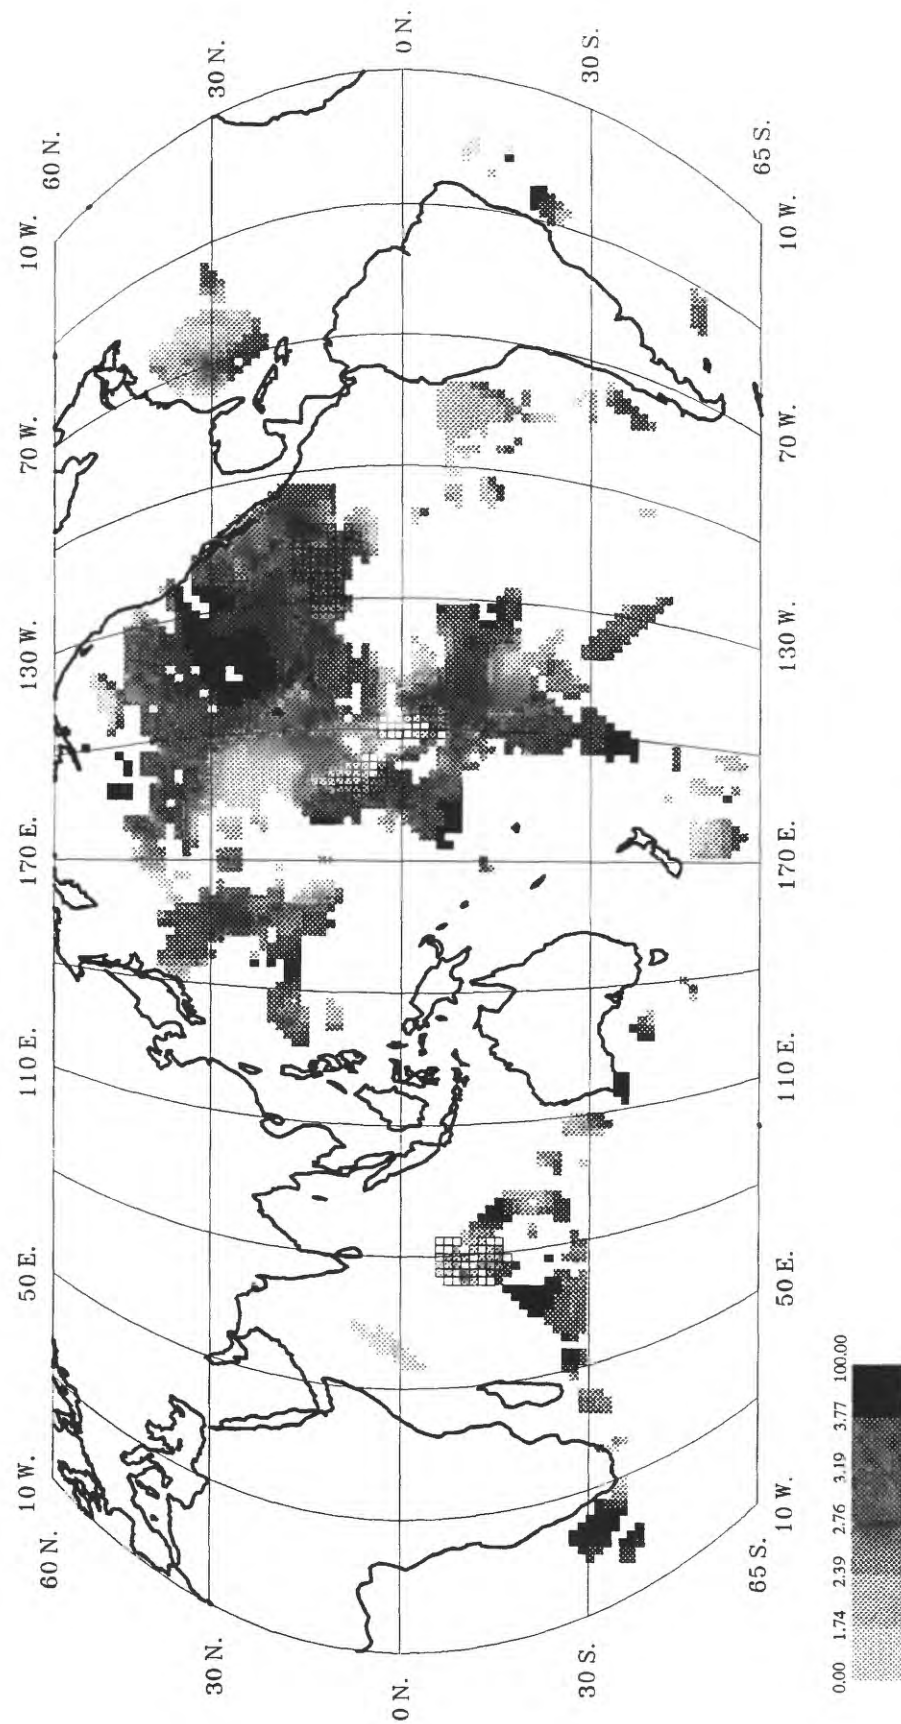 60 N.
10 W.
50 E.
110 E.
170 E.
130 W.
70 W.
10 W.
60 N.
30 N.
30 N.
0 N.
0 N.
30 S.
30 S.
65 S.
10 W.
50 E.
110 E.
170 E.
130 W.
70 W.
10 W.
65 S.
0.00 1.74 2.39 2.76 3.19 3.77 100.00